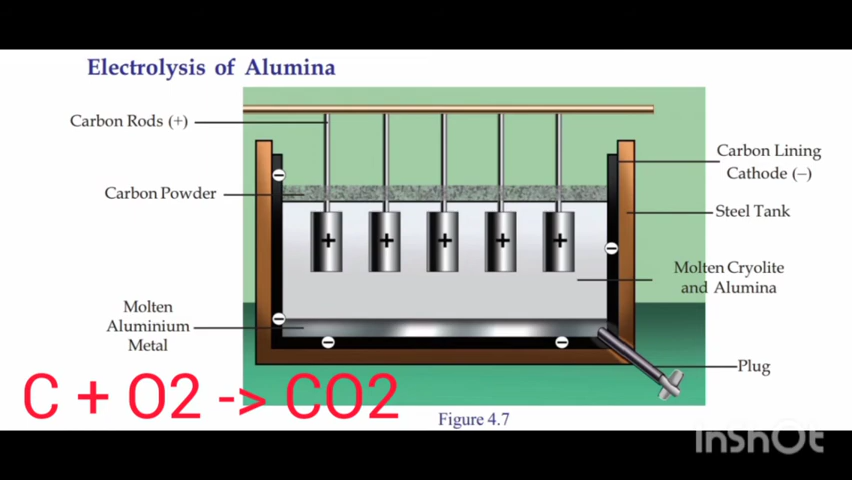 Electrolysis of Alumina
Carbon Rods (+)
Carbon Powder
Molten
Aluminium
Metal
Carbon Lining
Cathode (–)
Steel Tank
Molten Cryolite
and Alumina
Plug
+ + + + +
C + O2 -> CO2
Figure 4.7
InShOt